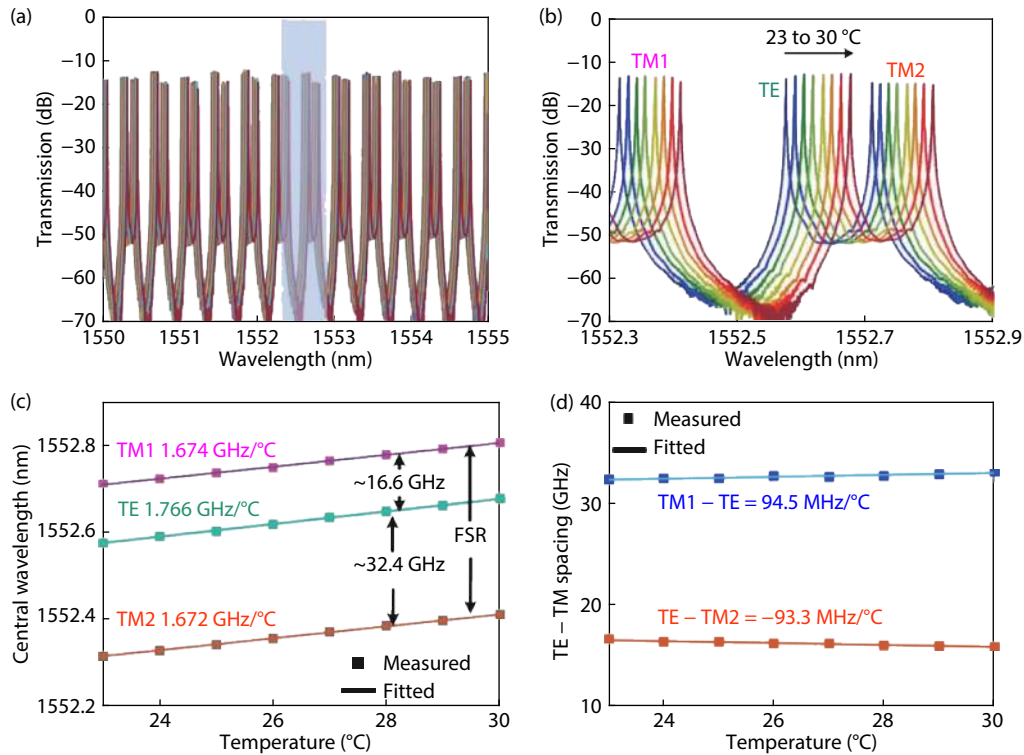 (a)
0
−10
−20
−30
−40
−50
−60
−70
Transmission (dB)
1550
1551
1552
1553
1554
1555
Wavelength (nm)
(b)
0
−10
−20
−30
−40
−50
−60
−70
Transmission (dB)
23 to 30 °C
TM1
TE
TM2
1552.3
1552.5
1552.7
1552.9
Wavelength (nm)
(c)
1552.8
1552.6
1552.4
1552.2
Central wavelength (nm)
TM1 1.674 GHz/°C
~16.6 GHz
TE 1.766 GHz/°C
FSR
~32.4 GHz
TM2 1.672 GHz/°C
Measured
Fitted
24
26
28
30
Temperature (°C)
(d)
40
30
20
10
TE − TM spacing (GHz)
Measured
Fitted
TM1 − TE = 94.5 MHz/°C
TE − TM2 = −93.3 MHz/°C
24
26
28
30
Temperature (°C)